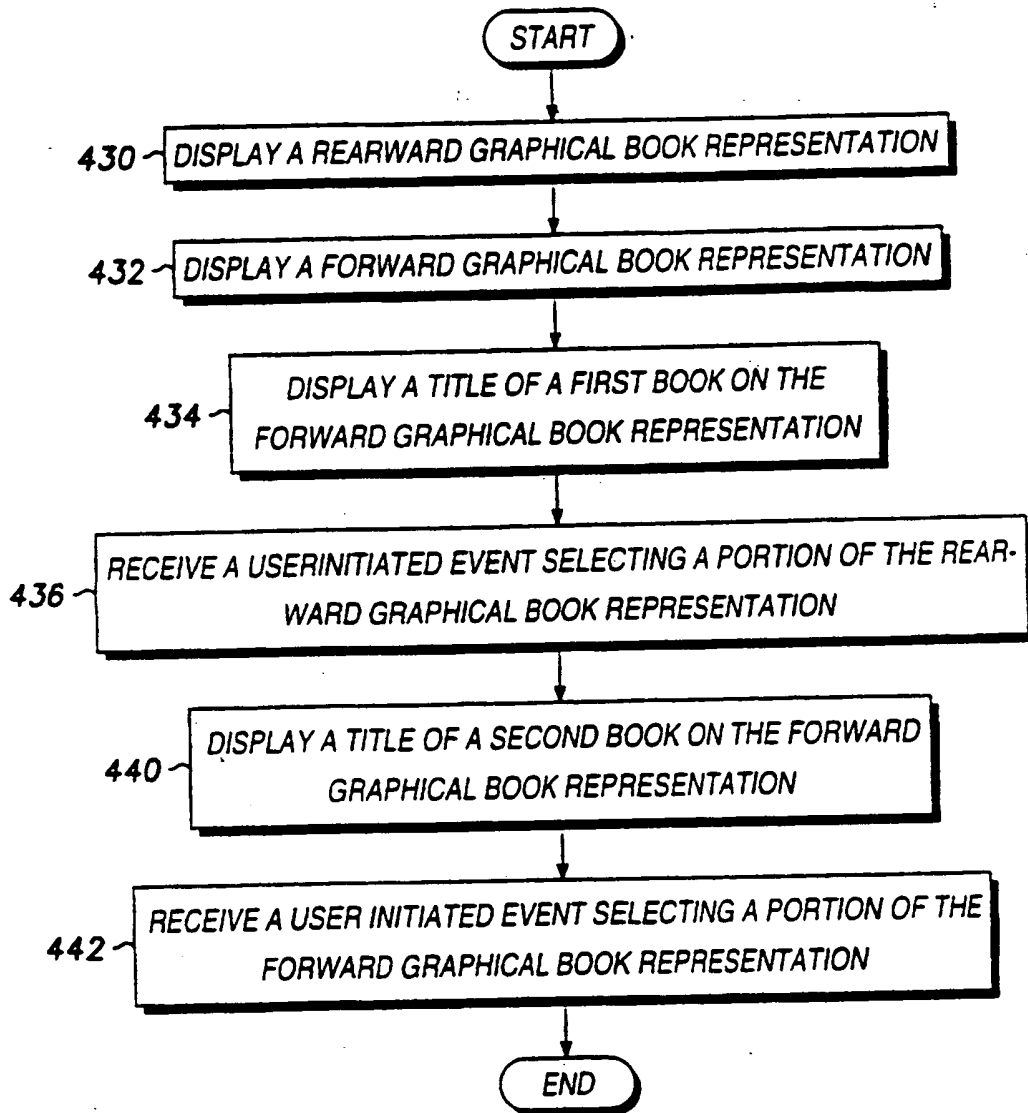 START
430 DISPLAY A REARWARD GRAPHICAL BOOK REPRESENTATION
432 DISPLAY A FORWARD GRAPHICAL BOOK REPRESENTATION
DISPLAY A TITLE OF A FIRST BOOK ON THE
434 FORWARD GRAPHICAL BOOK REPRESENTATION
RECEIVE A USERINITIATED EVENT SELECTING A PORTION OF THE REAR-
436 WARD GRAPHICAL BOOK REPRESENTATION
DISPLAY A TITLE OF A SECOND BOOK ON THE FORWARD
440 GRAPHICAL BOOK REPRESENTATION
RECEIVE A USER INITIATED EVENT SELECTING A PORTION OF THE
442 FORWARD GRAPHICAL BOOK REPRESENTATION
END